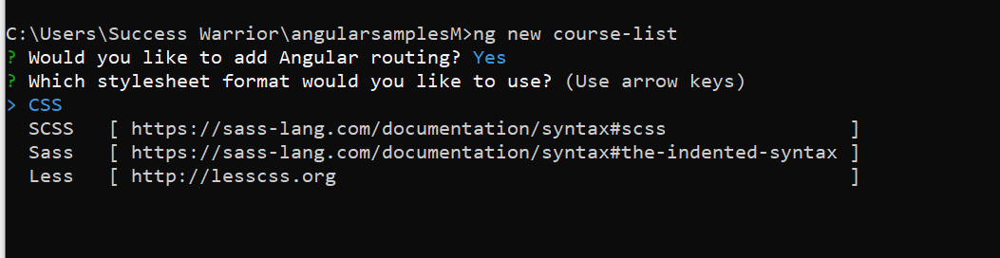 C:\Users\Success Warrior\angularsamplesM>ng new course-list
? Would you like to add Angular routing? Yes
? Which stylesheet format would you like to use? (Use arrow keys)
> CSS
SCSS   [ https://sass-lang.com/documentation/syntax#scss                ]
Sass   [ https://sass-lang.com/documentation/syntax#the-indented-syntax ]
Less   [ http://lesscss.org                                             ]